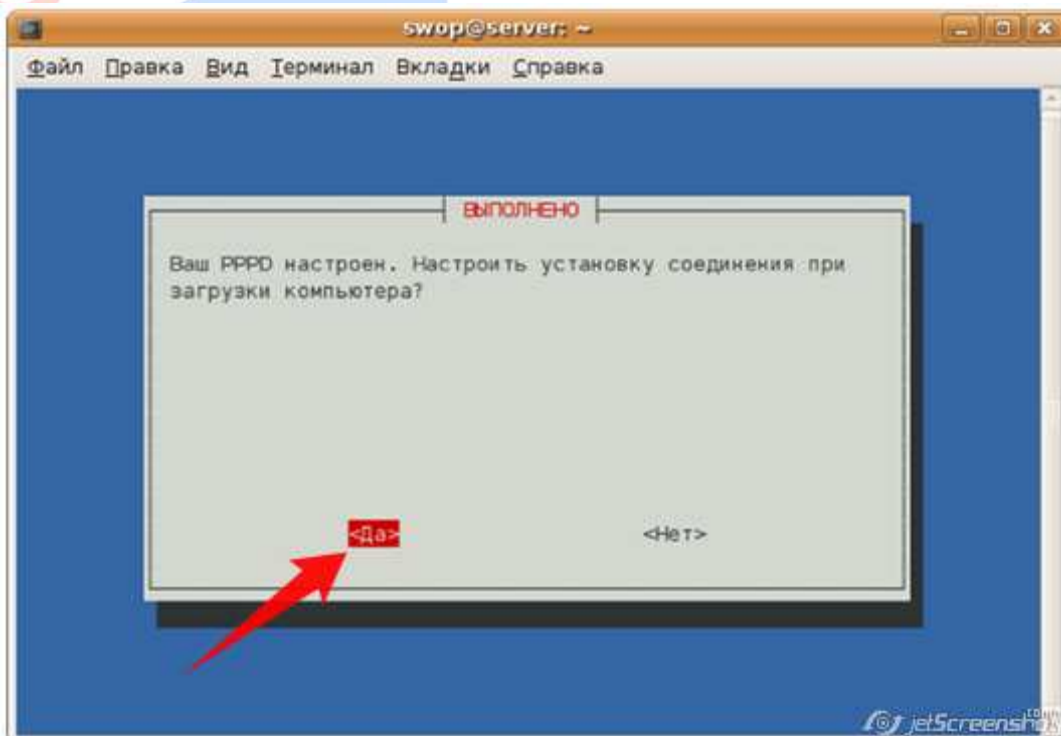 swop@server: ~
Файл Правка Вид Терминал Вкладки Справка
ВЫПОЛНЕНО
Ваш PPPD настроен. Настроить установку соединения при
загрузки компьютера?
<Да> <Нет>
jetScreenshot